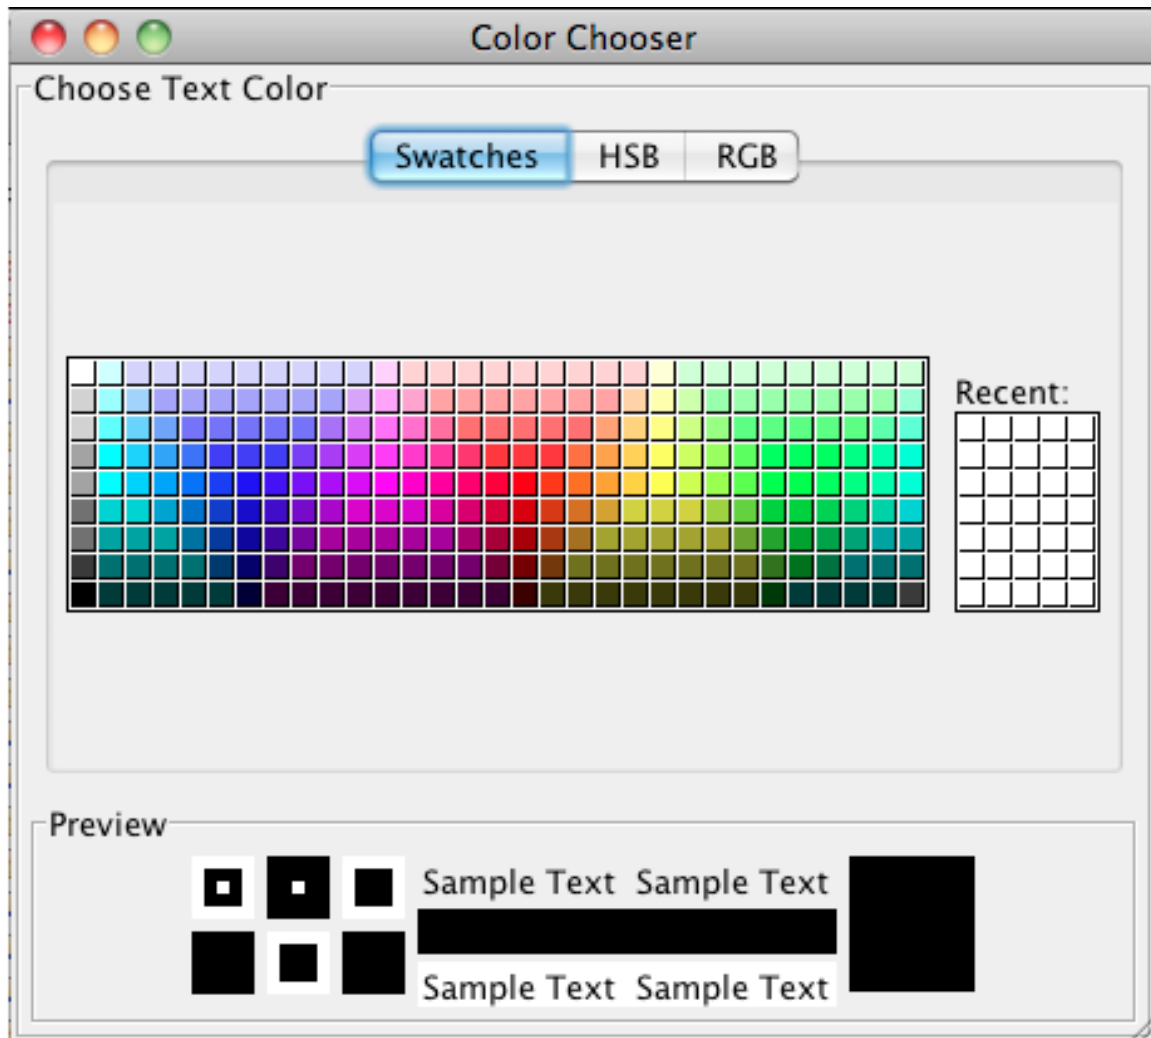 Color Chooser
Choose Text Color
Swatches HSB RGB
Recent:
Preview
Sample Text Sample Text
Sample Text Sample Text